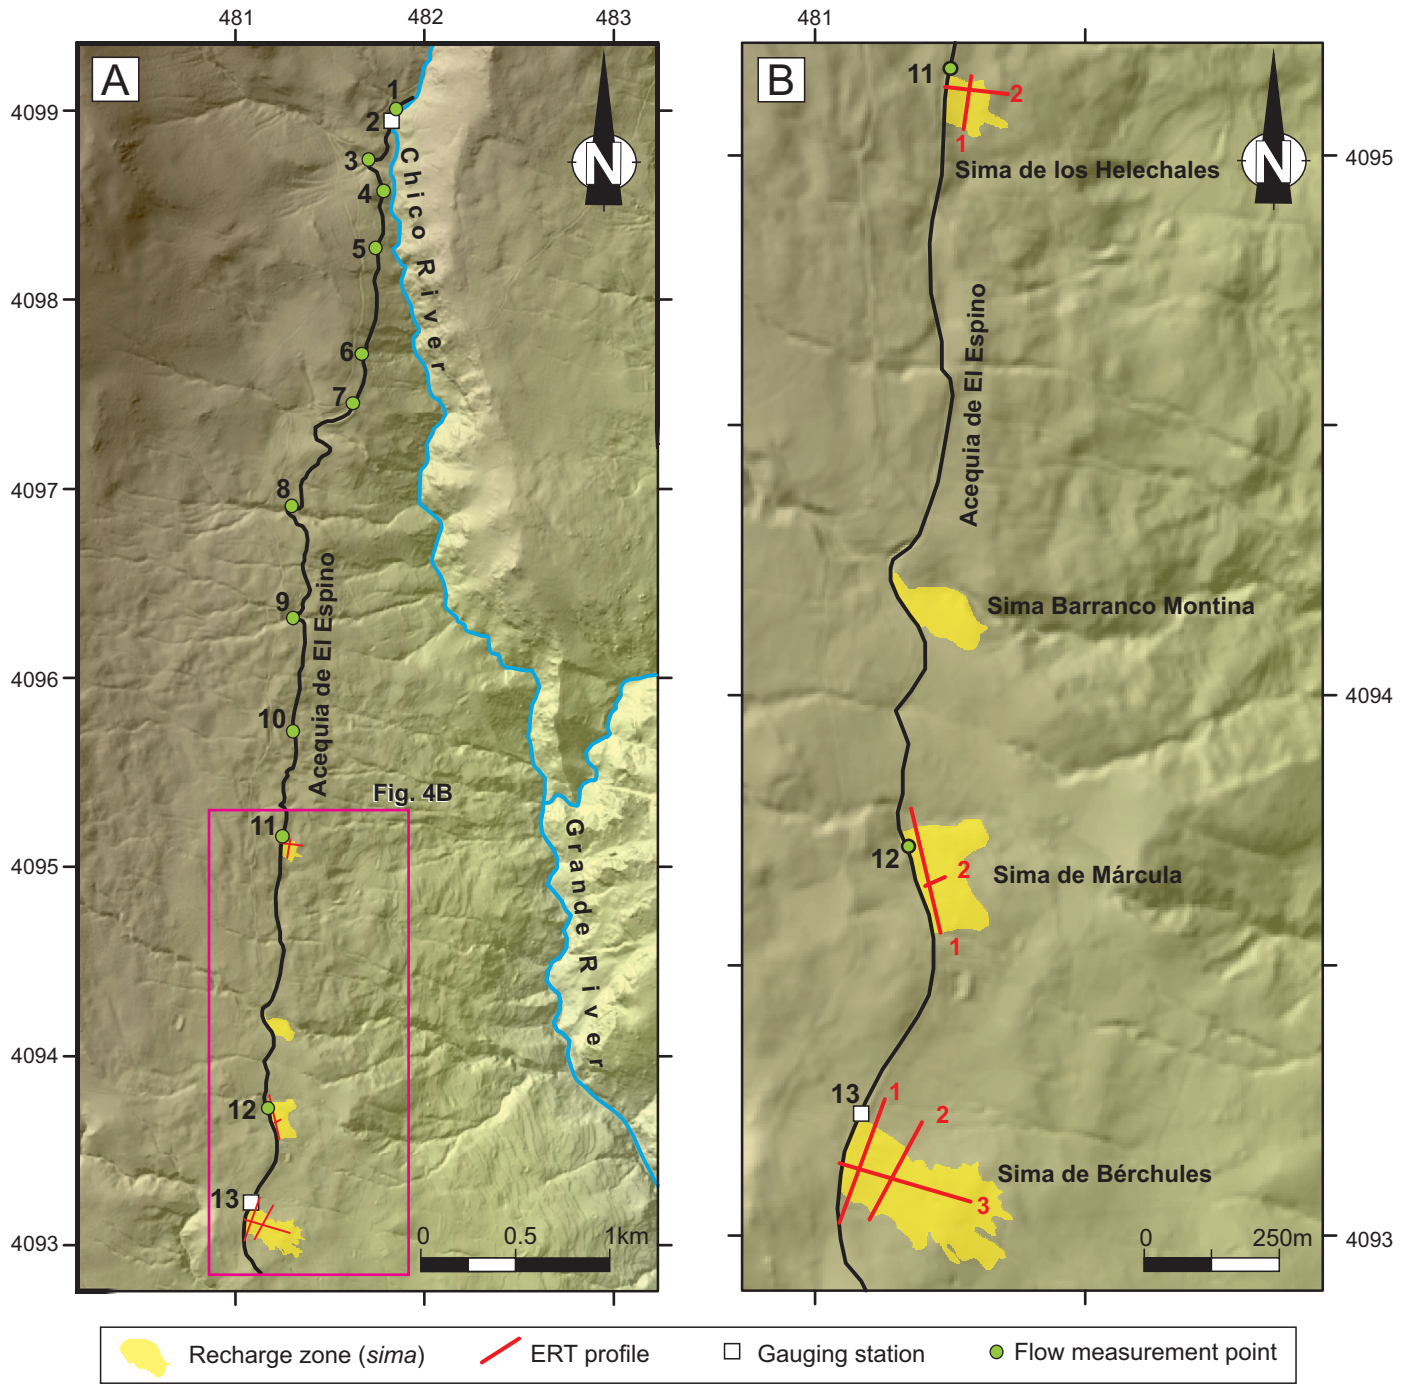 481
482
483
481
A
B
N
N
4099
4098
4097
4096
4095
4094
4093
4095
4094
4093
1
2
3
4
5
6
7
8
9
10
11
12
13
Chico River
Grande River
Acequia de El Espino
Fig. 4B
0
0.5
1km
11
2
1
Sima de los Helechales
Acequia de El Espino
Sima Barranco Montina
12
2
1
Sima de Márcula
13
1
2
3
Sima de Bérchules
0
250m
Recharge zone (sima)
ERT profile
Gauging station
Flow measurement point